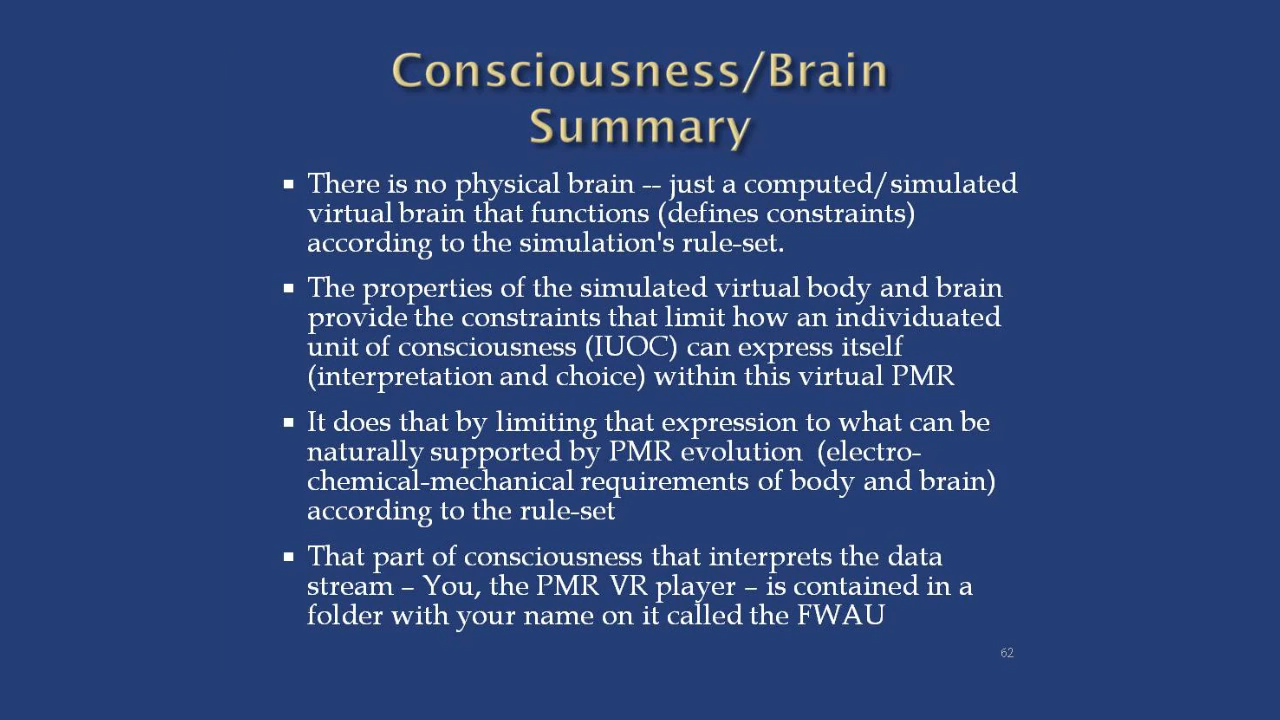 Consciousness/Brain
Summary
▪ There is no physical brain -- just a computed/simulated
virtual brain that functions (defines constraints)
according to the simulation's rule-set.
▪ The properties of the simulated virtual body and brain
provide the constraints that limit how an individuated
unit of consciousness (IUOC) can express itself
(interpretation and choice) within this virtual PMR
▪ It does that by limiting that expression to what can be
naturally supported by PMR evolution  (electro-
chemical-mechanical requirements of body and brain)
according to the rule-set
▪ That part of consciousness that interprets the data
stream – You, the PMR VR player – is contained in a
folder with your name on it called the FWAU
62